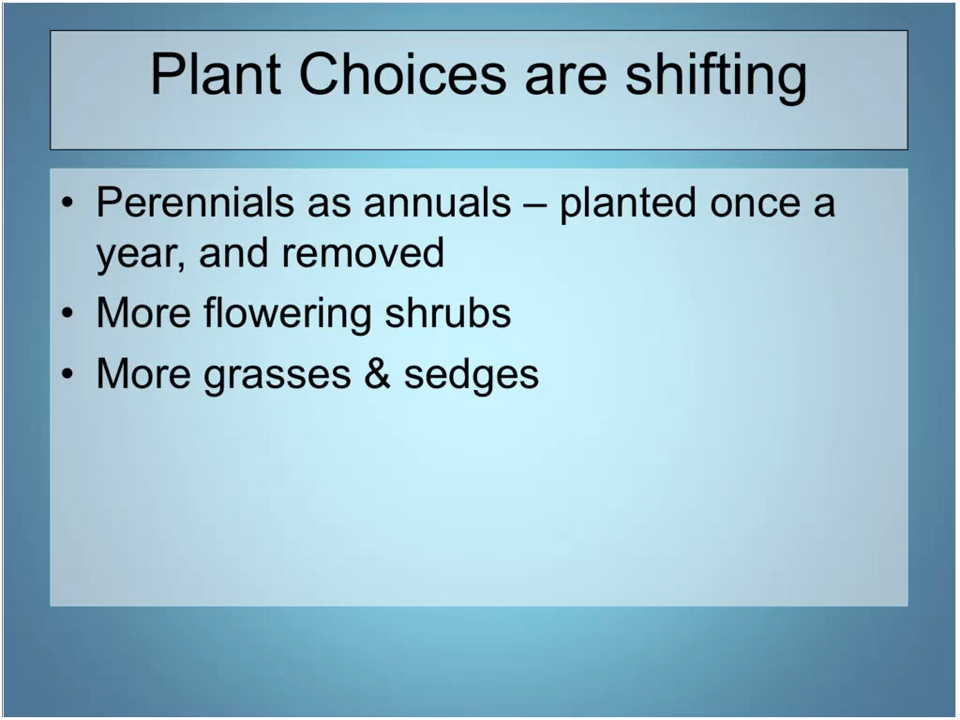 Plant Choices are shifting
• Perennials as annuals – planted once a
year, and removed
• More flowering shrubs
• More grasses & sedges